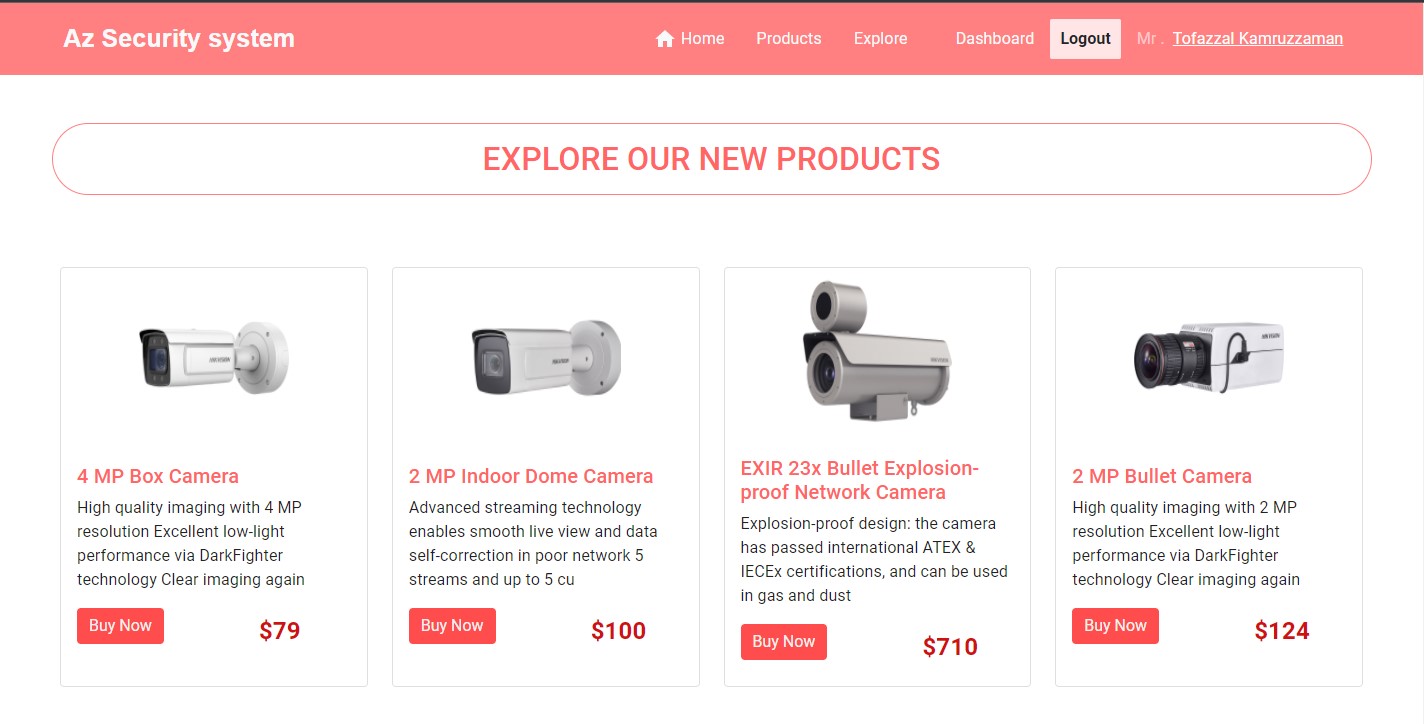 Az Security system
Home Products Explore Dashboard Logout Mr . Tofazzal Kamruzzaman
EXPLORE OUR NEW PRODUCTS
HIKVISION
4 MP Box Camera
High quality imaging with 4 MP
resolution Excellent low-light
performance via DarkFighter
technology Clear imaging again
Buy Now $79
HIKVISION
2 MP Indoor Dome Camera
Advanced streaming technology
enables smooth live view and data
self-correction in poor network 5
streams and up to 5 cu
Buy Now $100
HIKVISION
EXIR 23x Bullet Explosion-
proof Network Camera
Explosion-proof design: the camera
has passed international ATEX &
IECEx certifications, and can be used
in gas and dust
Buy Now $710
HIKVISION
2 MP Bullet Camera
High quality imaging with 2 MP
resolution Excellent low-light
performance via DarkFighter
technology Clear imaging again
Buy Now $124